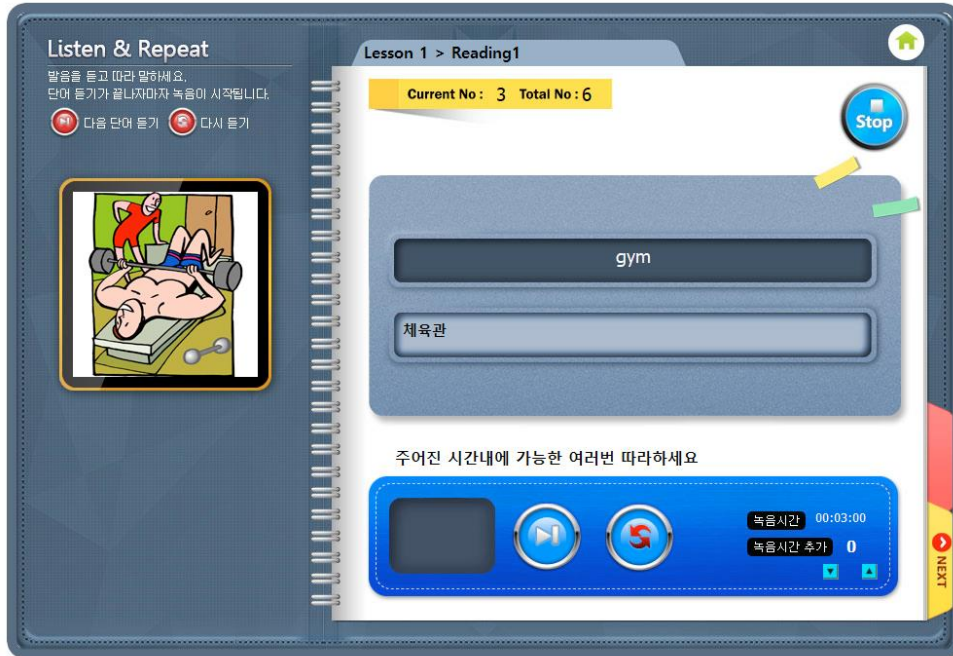 Listen & Repeat
발음을 듣고 따라 말하세요.
단어 듣기가 끝나자마자 녹음이 시작됩니다.
다음 단어 듣기 다시 듣기
Lesson 1 > Reading1
Current No : 3 Total No : 6
Stop
gym
체육관
주어진 시간내에 가능한 여러번 따라하세요
녹음시간 00:03:00
녹음시간 추가 0
NEXT